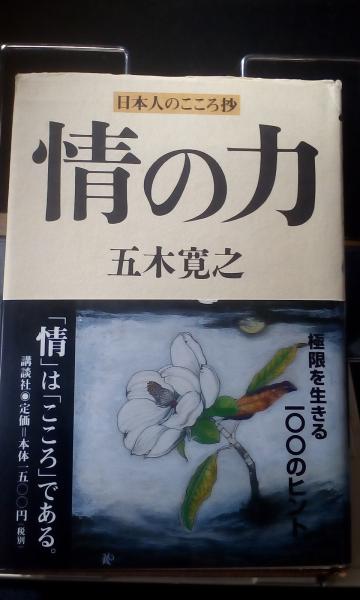 日本人のこころ抄
情の力
五木寛之
極限を生きる
一〇〇のヒント
「情」は「こころ」である。
講談社◉定価=本体一五〇〇円(税別)